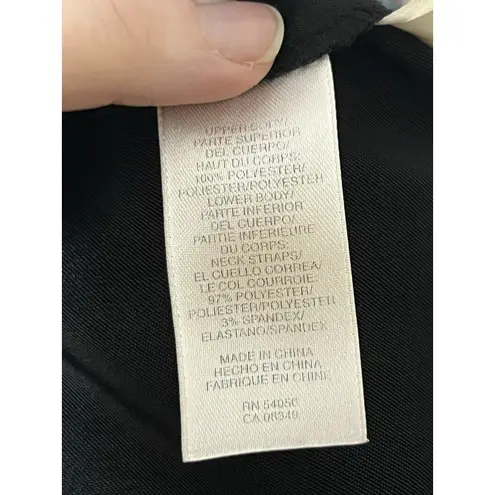 UPPER BODY/
PARTE SUPERIOR
DEL CUERPO/
HAUT DU CORPS:
100% POLYESTER/
POLIESTER/POLYESTER
LOWER BODY/
PARTE INFERIOR
DEL CUERPO/
PARTIE INFERIEURE
DU CORPS:
NECK STRAPS/
EL CUELLO CORREA/
LE COL COURROIE:
97% POLYESTER/
POLIESTER/POLYESTER
3% SPANDEX/
ELASTANO/SPANDEX
MADE IN CHINA
HECHO EN CHINA
FABRIQUE EN CHINE
RN 54050
CA 08349